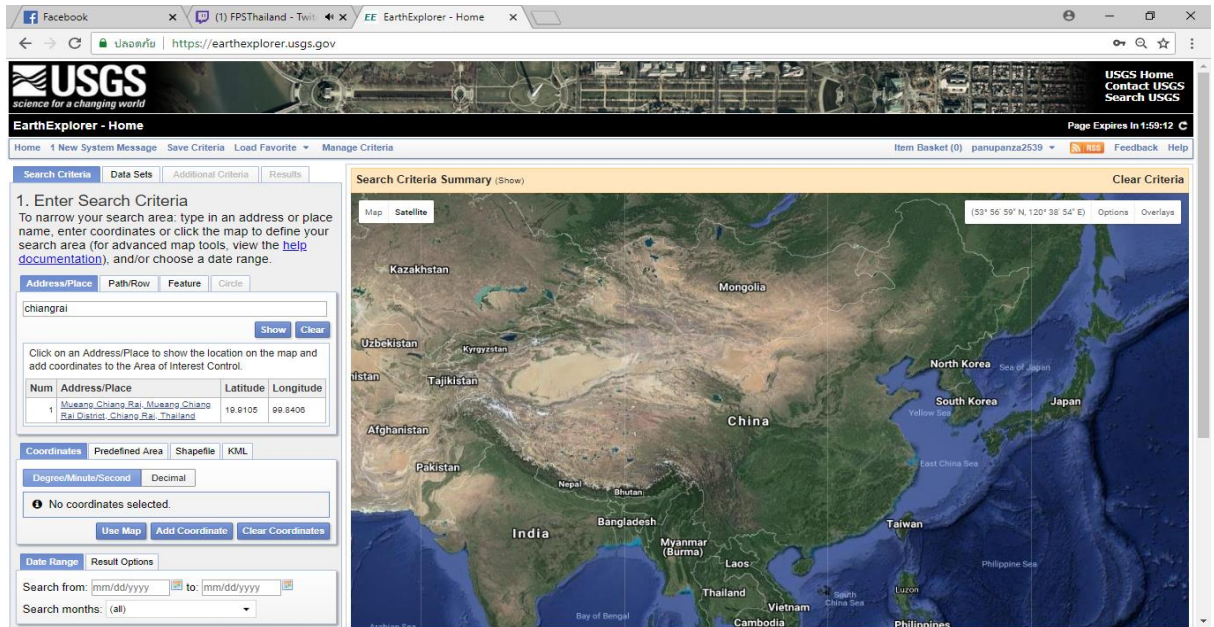 Facebook
(1) FPSThailand - Twit
EE EarthExplorer - Home
ปลอดภัย https://earthexplorer.usgs.gov
USGS
science for a changing world
USGS Home
Contact USGS
Search USGS
EarthExplorer - Home
Page Expires In 1:59:12
Home 1 New System Message Save Criteria Load Favorite Manage Criteria
Item Basket (0) panupanza2539 RSS Feedback Help
Search Criteria Data Sets Additional Criteria Results
1. Enter Search Criteria
To narrow your search area: type in an address or place
name, enter coordinates or click the map to define your
search area (for advanced map tools, view the help
documentation), and/or choose a date range.
Address/Place Path/Row Feature Circle
chiangrai
Show Clear
Click on an Address/Place to show the location on the map and
add coordinates to the Area of Interest Control.
Num Address/Place Latitude Longitude
1 Mueang Chiang Rai, Mueang Chiang
Rai District, Chiang Rai, Thailand 19.9105 99.8406
Coordinates Predefined Area Shapefile KML
Degree/Minute/Second Decimal
No coordinates selected.
Use Map Add Coordinate Clear Coordinates
Date Range Result Options
Search from: mm/dd/yyyy to: mm/dd/yyyy
Search months: (all)
Search Criteria Summary (Show)
Clear Criteria
Map Satellite
(53° 56' 59" N, 120° 38' 54" E) Options Overlays
Kazakhstan
Mongolia
Uzbekistan
Kyrgyzstan
nistan
Tajikistan
North Korea
Sea of Japan
South Korea
Japan
Yellow Sea
China
Afghanistan
East China Sea
Pakistan
Nepal
Bhutan
Bangladesh
Taiwan
India
Myanmar
(Burma)
Laos
Philippine Sea
Thailand
South
China Sea
Luzon
Vietnam
Bay of Bengal
Cambodia
Philippines
Arabian Sea